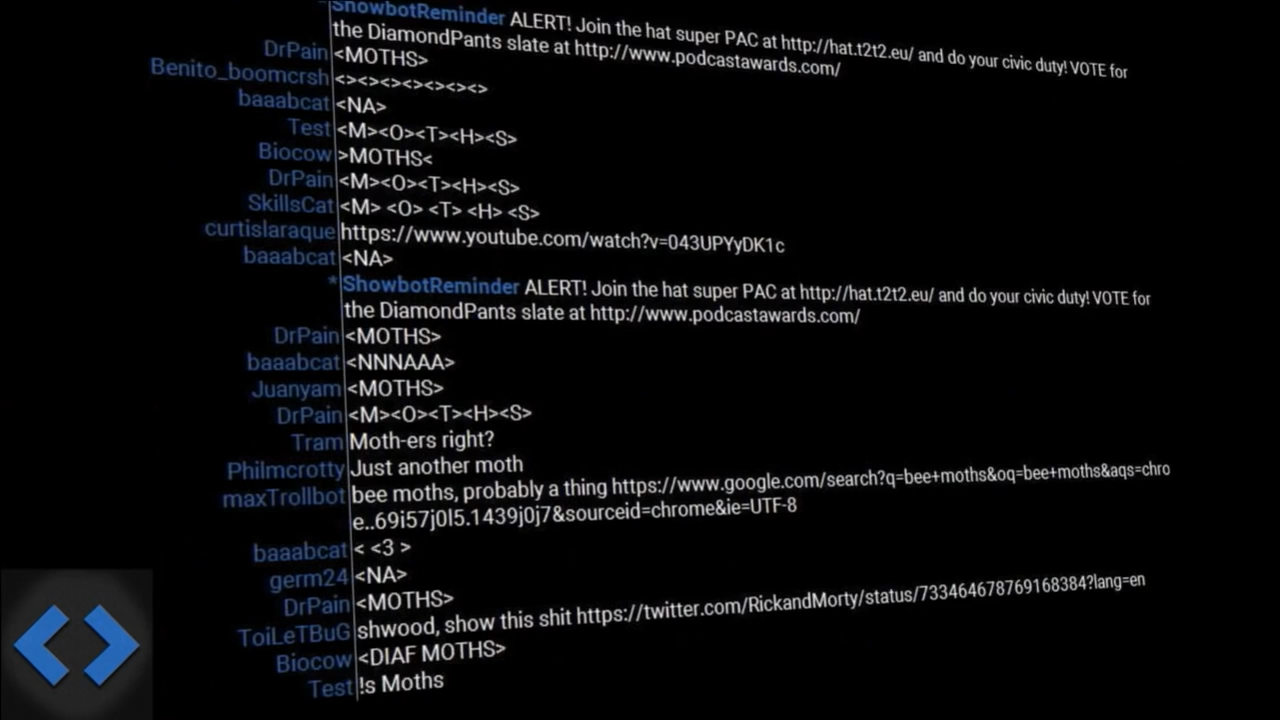 ShowbotReminder ALERT! Join the hat super PAC at http://hat.t2t2.eu/ and do your civic duty! VOTE for
the DiamondPants slate at http://www.podcastawards.com/
DrPain <MOTHS>
Benito_boomcrsh <><><><><><><>
baaabcat <NA>
Test <M><O><T><H><S>
Biocow >MOTHS<
DrPain <M><O><T><H><S>
SkillsCat <M> <O> <T> <H> <S>
curtislaraque https://www.youtube.com/watch?v=043UPYyDK1c
baaabcat <NA>
*ShowbotReminder ALERT! Join the hat super PAC at http://hat.t2t2.eu/ and do your civic duty! VOTE for
the DiamondPants slate at http://www.podcastawards.com/
DrPain <MOTHS>
baaabcat <NNNAAA>
Juanyam <MOTHS>
DrPain <M><O><T><H><S>
Tram Moth-ers right?
Philmcrotty Just another moth
maxTrollbot bee moths, probably a thing https://www.google.com/search?q=bee+moths&oq=bee+moths&aqs=chro
e..69i57j0l5.1439j0j7&sourceid=chrome&ie=UTF-8
baaabcat < <3 >
germ24 <NA>
DrPain <MOTHS>
ToiLeTBuG shwood, show this shit https://twitter.com/RickandMorty/status/733464678769168384?lang=en
Biocow <DIAF MOTHS>
Test !s Moths